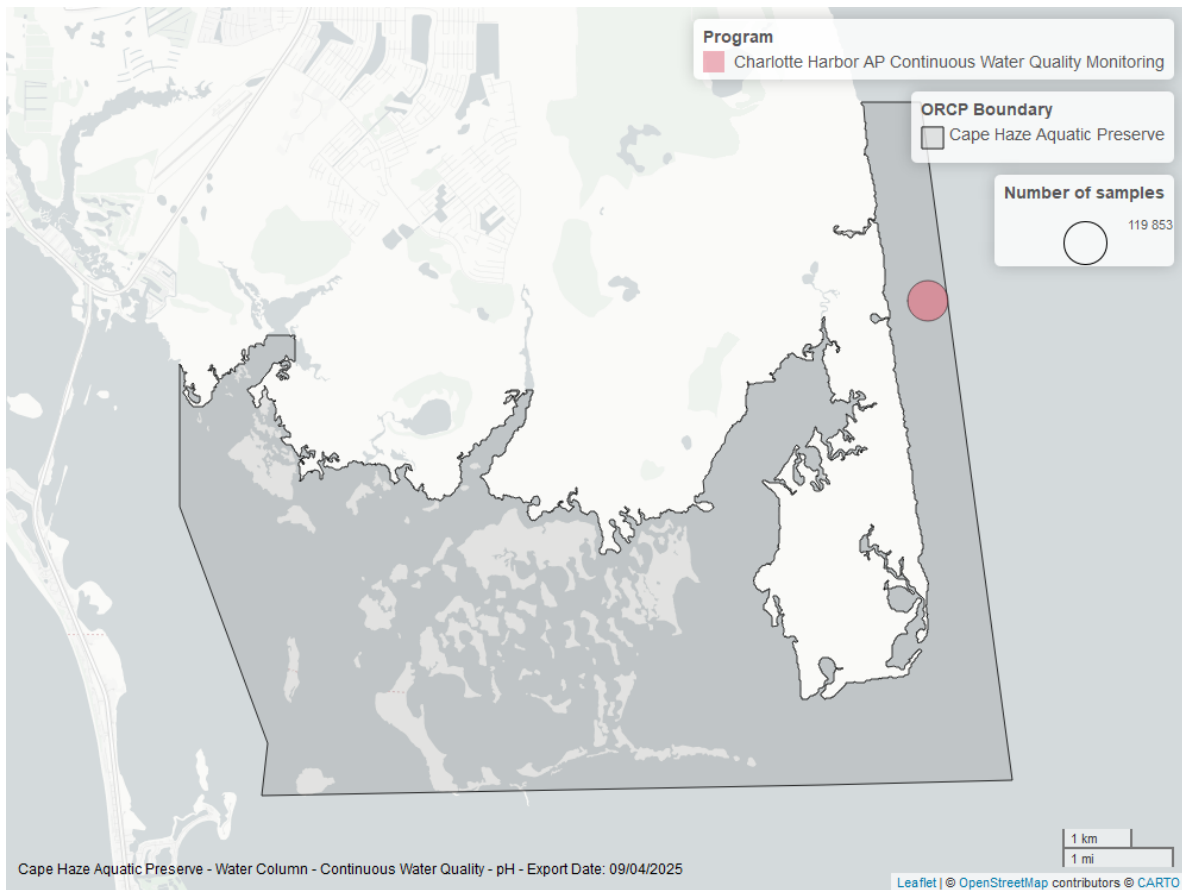 Program
Charlotte Harbor AP Continuous Water Quality Monitoring
ORCP Boundary
Cape Haze Aquatic Preserve
Number of samples
119 853
1 km
1 mi
Cape Haze Aquatic Preserve - Water Column - Continuous Water Quality - pH - Export Date: 09/04/2025
Leaflet | © OpenStreetMap contributors © CARTO